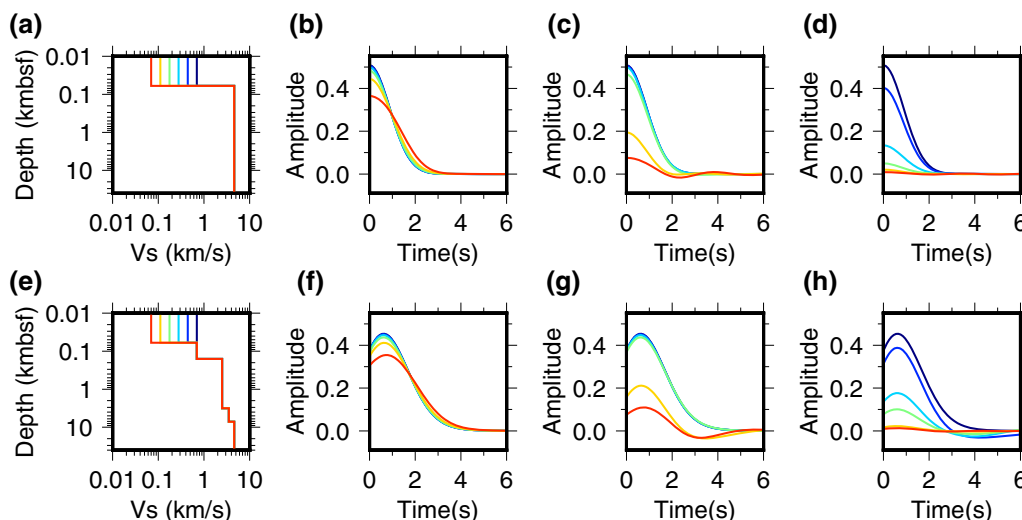 (a) (b) (c) (d)
0.01 0.1 1 10
Depth (kmbsf)
0.01 0.1 1 10
Vs (km/s)
0.4 0.2 0.0
Amplitude
0 2 4 6
Time(s)
0.4 0.2 0.0
Amplitude
0 2 4 6
Time(s)
0.4 0.2 0.0
Amplitude
0 2 4 6
Time(s)
(e) (f) (g) (h)
0.01 0.1 1 10
Depth (kmbsf)
0.01 0.1 1 10
Vs (km/s)
0.4 0.2 0.0
Amplitude
0 2 4 6
Time(s)
0.4 0.2 0.0
Amplitude
0 2 4 6
Time(s)
0.4 0.2 0.0
Amplitude
0 2 4 6
Time(s)